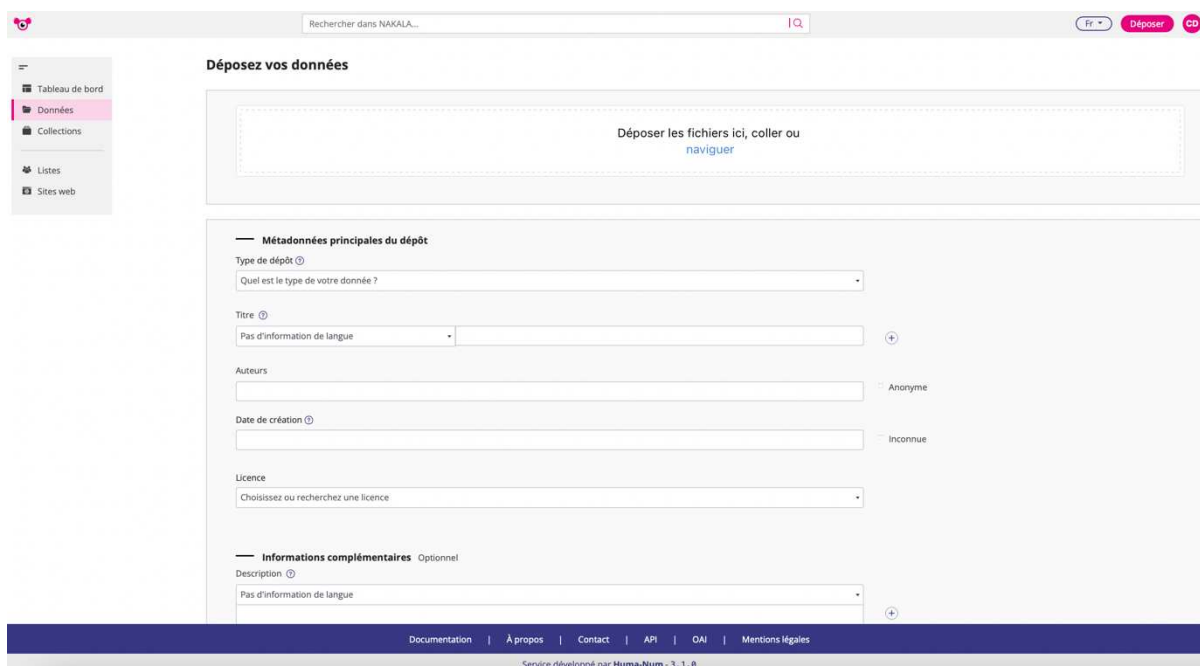 Rechercher dans NAKALA...
Fr
Déposer
CD
Tableau de bord
Données
Collections
Listes
Sites web
Déposez vos données
Déposer les fichiers ici, coller ou
naviguer
Métadonnées principales du dépôt
Type de dépôt ?
Quel est le type de votre donnée ?
Titre ?
Pas d'information de langue
Auteurs
Anonyme
Date de création ?
Inconnue
Licence
Choisissez ou recherchez une licence
Informations complémentaires Optionnel
Description ?
Pas d'information de langue
Documentation | À propos | Contact | API | OAI | Mentions légales
Service développé par Huma-Num - 3.1.0